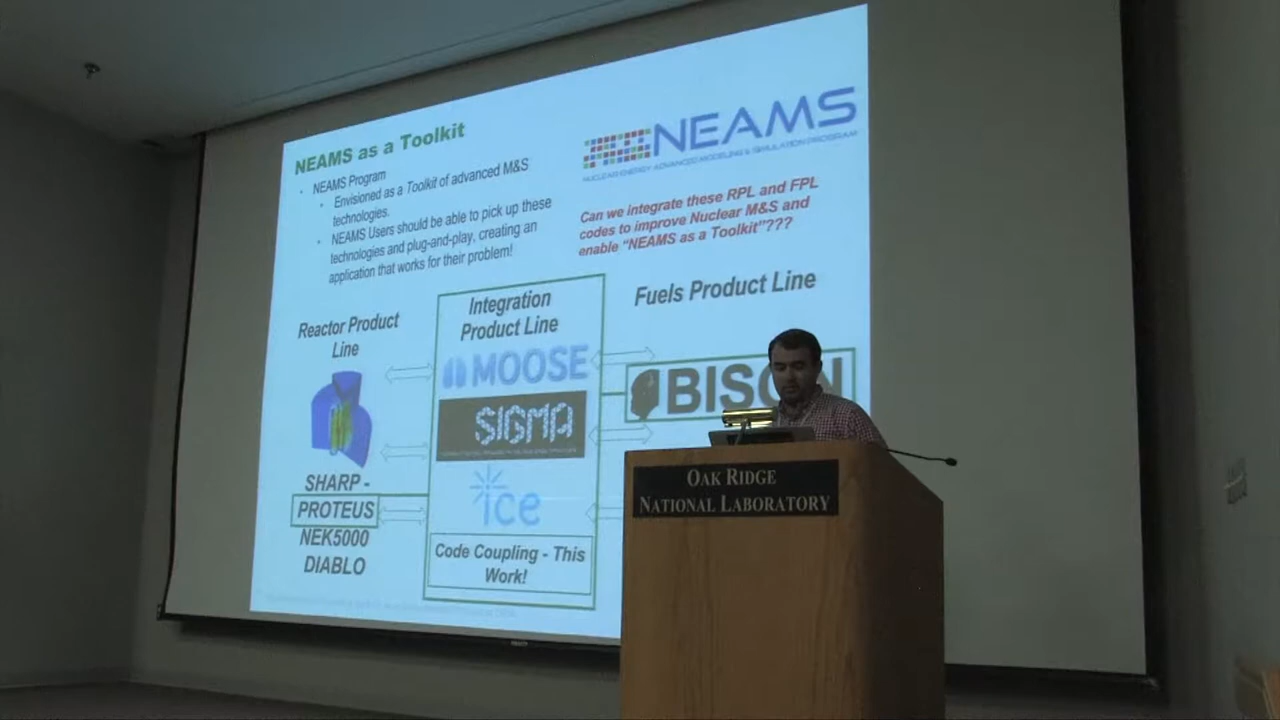 NEAMS as a Toolkit
NEAMS Program
Envisioned as a Toolkit of advanced M&S
technologies.
NEAMS Users should be able to pick up these
technologies and plug-and-play, creating an
application that works for their problem!
NEAMS
NUCLEAR ENERGY ADVANCED MODELING & SIMULATION PROGRAM
Can we integrate these RPL and FPL
codes to improve Nuclear M&S and
enable “NEAMS as a Toolkit”???
Reactor Product
Line
SHARP -
PROTEUS
NEK5000
DIABLO
Integration
Product Line
MOOSE
SIGMA
ice
Code Coupling - This
Work!
Fuels Product Line
OAK RIDGE
NATIONAL LABORATORY